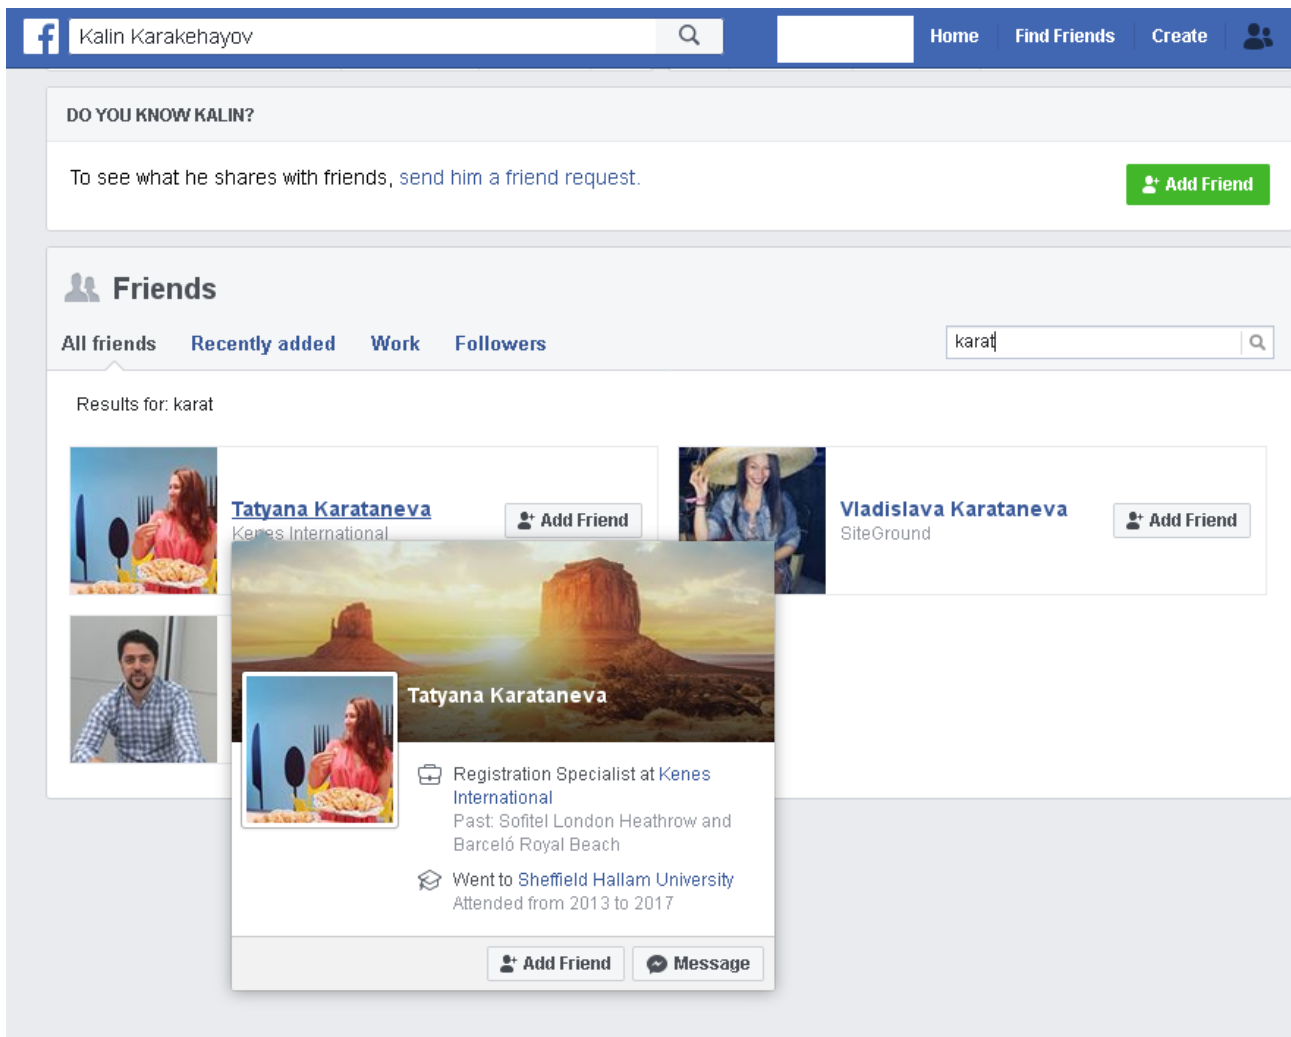 f
Kalin Karakehayov
Home
Find Friends
Create
DO YOU KNOW KALIN?
To see what he shares with friends, send him a friend request.
Add Friend
Friends
All friends
Recently added
Work
Followers
karat
Results for: karat
Tatyana Karataneva
Kenes International
Add Friend
Vladislava Karataneva
SiteGround
Add Friend
Tatyana Karataneva
Registration Specialist at Kenes
International
Past: Sofitel London Heathrow and
Barceló Royal Beach
Went to Sheffield Hallam University
Attended from 2013 to 2017
Add Friend
Message